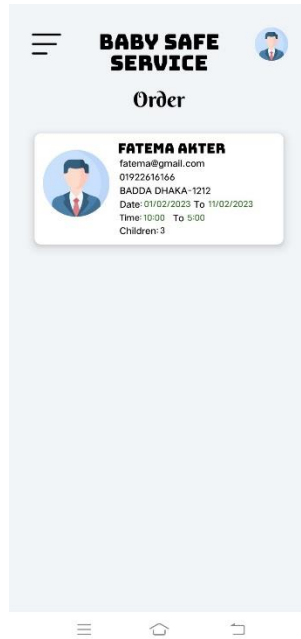 BABY SAFE
SERVICE
Order
FATEMA AKTER
fatema@gmail.com
01922616166
BADDA DHAKA-1212
Date: 01/02/2023 To 11/02/2023
Time: 10:00 To 5:00
Children: 3